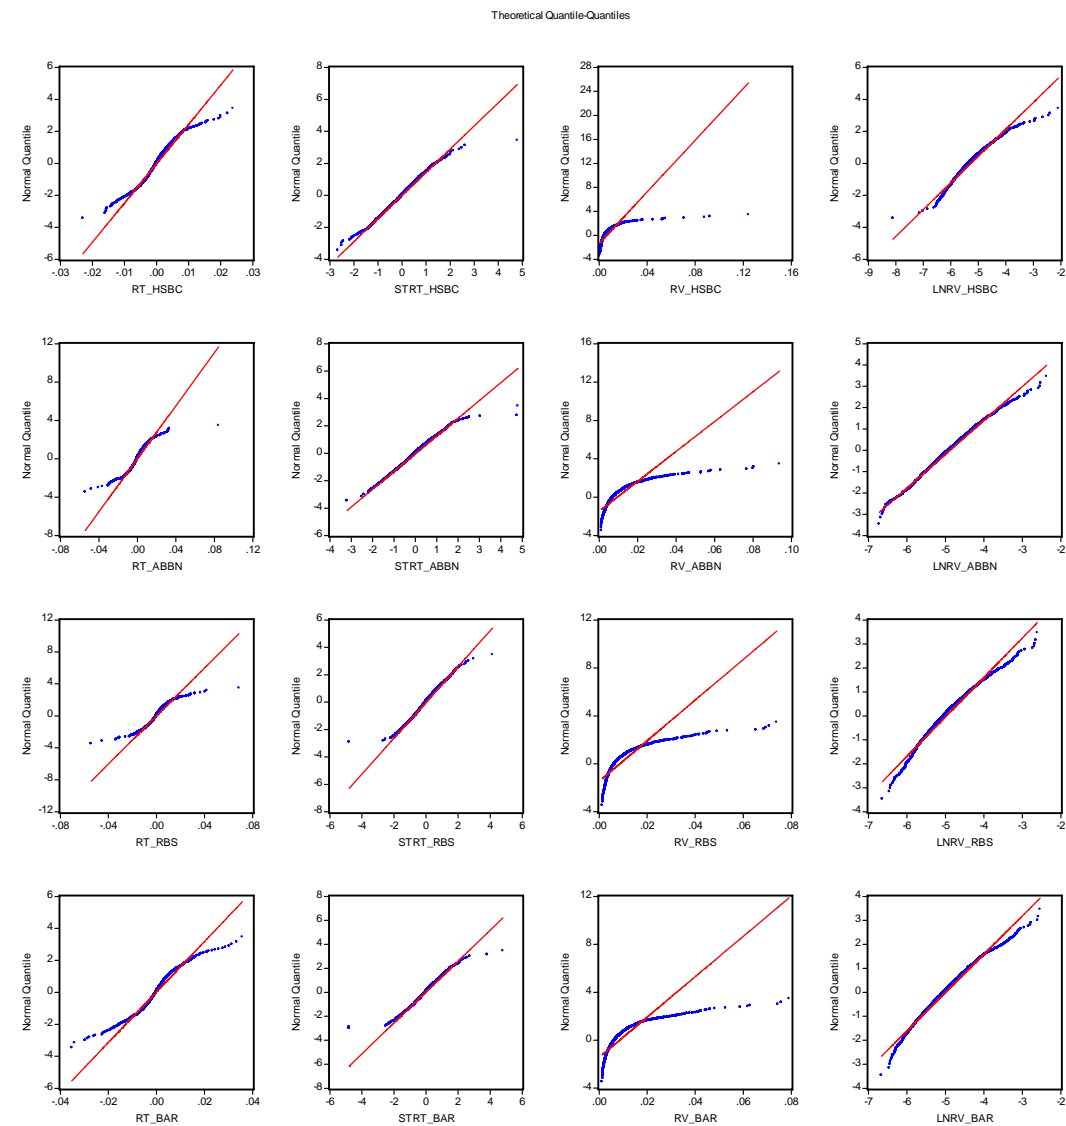 Theoretical Quantile-Quantiles
6
4
2
0
-2
-4
-6
Normal Quantile
-.03 -.02 -.01 .00 .01 .02 .03
RT_HSBC
8
6
4
2
0
-2
-4
Normal Quantile
-3 -2 -1 0 1 2 3 4 5
STRT_HSBC
28
24
20
16
12
8
4
0
-4
Normal Quantile
.00 .04 .08 .12 .16
RV_HSBC
6
4
2
0
-2
-4
-6
Normal Quantile
-9 -8 -7 -6 -5 -4 -3 -2
LNRV_HSBC
12
8
4
0
-4
-8
Normal Quantile
-.08 -.04 .00 .04 .08 .12
RT_ABBN
8
6
4
2
0
-2
-4
-6
Normal Quantile
-4 -3 -2 -1 0 1 2 3 4 5
STRT_ABBN
16
12
8
4
0
-4
Normal Quantile
.00 .02 .04 .06 .08 .10
RV_ABBN
5
4
3
2
1
0
-1
-2
-3
-4
Normal Quantile
-7 -6 -5 -4 -3 -2
LNRV_ABBN
12
8
4
0
-4
-8
-12
Normal Quantile
-.08 -.04 .00 .04 .08
RT_RBS
6
4
2
0
-2
-4
-6
-8
Normal Quantile
-6 -4 -2 0 2 4 6
STRT_RBS
12
8
4
0
-4
Normal Quantile
.00 .02 .04 .06 .08
RV_RBS
4
3
2
1
0
-1
-2
-3
-4
Normal Quantile
-7 -6 -5 -4 -3 -2
LNRV_RBS
6
4
2
0
-2
-4
-6
Normal Quantile
-.04 -.02 .00 .02 .04
RT_BAR
8
6
4
2
0
-2
-4
-6
-8
Normal Quantile
-6 -4 -2 0 2 4 6
STRT_BAR
12
8
4
0
-4
Normal Quantile
.00 .02 .04 .06 .08
RV_BAR
4
3
2
1
0
-1
-2
-3
-4
Normal Quantile
-7 -6 -5 -4 -3 -2
LNRV_BAR